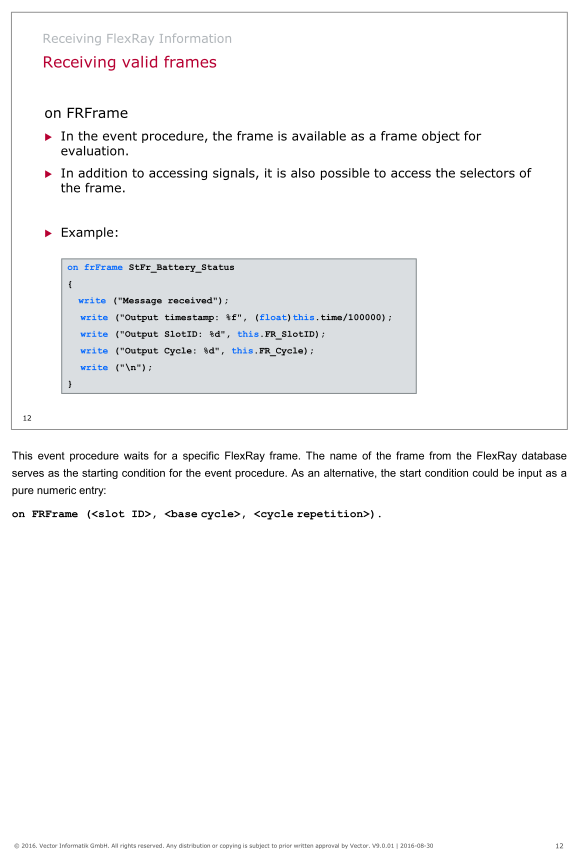 Receiving FlexRay Information
Receiving valid frames
on FRFrame
► In the event procedure, the frame is available as a frame object for
evaluation.
► In addition to accessing signals, it is also possible to access the selectors of
the frame.
► Example:
on frFrame StFr_Battery_Status
{
write ("Message received");
write ("Output timestamp: %f", (float)this.time/100000);
write ("Output SlotID: %d", this.FR_SlotID);
write ("Output Cycle: %d", this.FR_Cycle);
write ("\n");
}
12
This event procedure waits for a specific FlexRay frame. The name of the frame from the FlexRay database
serves as the starting condition for the event procedure. As an alternative, the start condition could be input as a
pure numeric entry:
on FRFrame (<slot ID>, <base cycle>, <cycle repetition>).
© 2016. Vector Informatik GmbH. All rights reserved. Any distribution or copying is subject to prior written approval by Vector. V9.0.01 | 2016-08-30
12